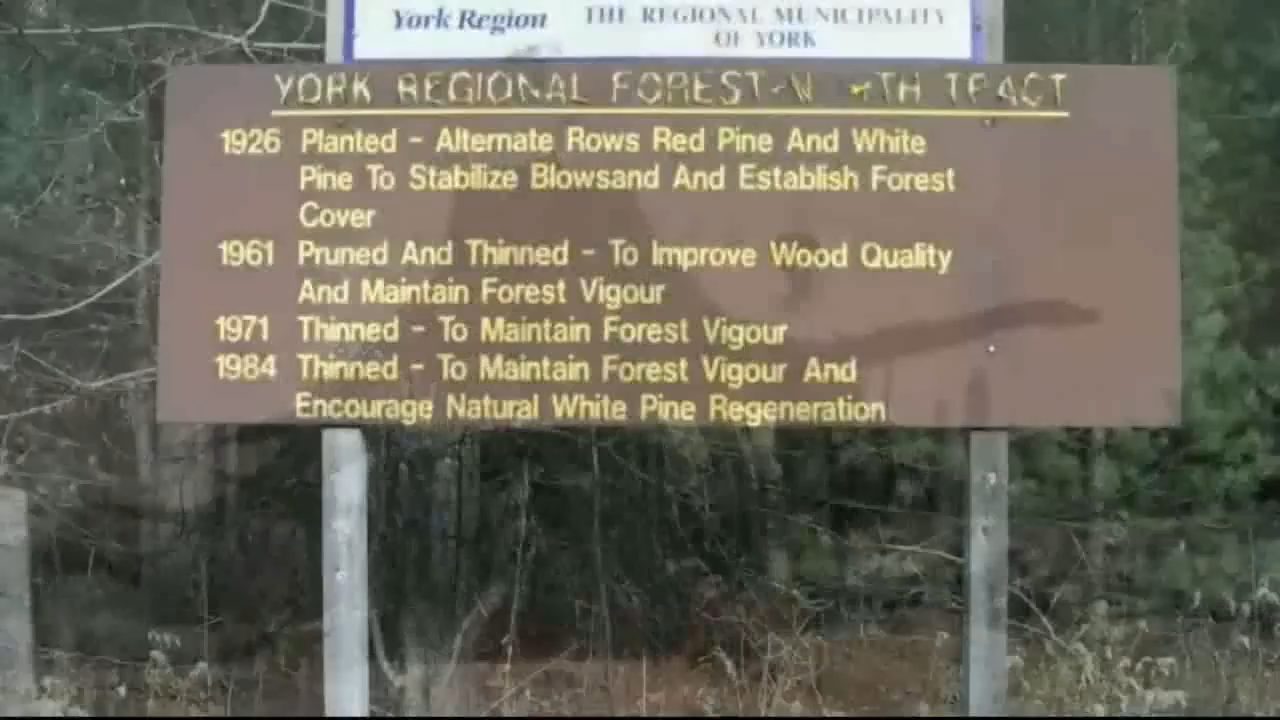 York Region THE REGIONAL MUNICIPALITY
OF YORK
YORK REGIONAL FOREST- TRACT
1926 Planted - Alternate Rows Red Pine And White
Pine To Stabilize Blowsand And Establish Forest
Cover
1961 Pruned And Thinned - To Improve Wood Quality
And Maintain Forest Vigour
1971 Thinned - To Maintain Forest Vigour
1984 Thinned - To Maintain Forest Vigour And
Encourage Natural White Pine Regeneration